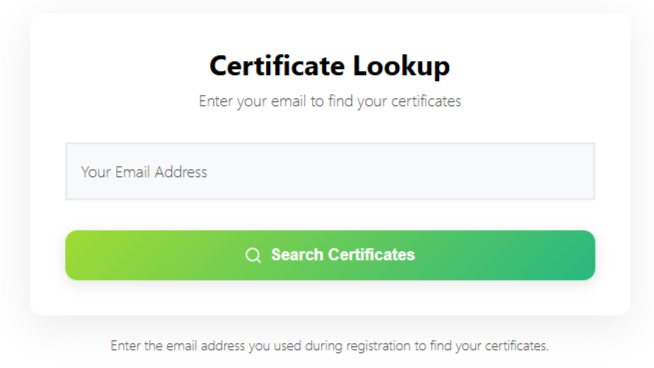 Certificate Lookup
Enter your email to find your certificates
Your Email Address
Search Certificates
Enter the email address you used during registration to find your certificates.